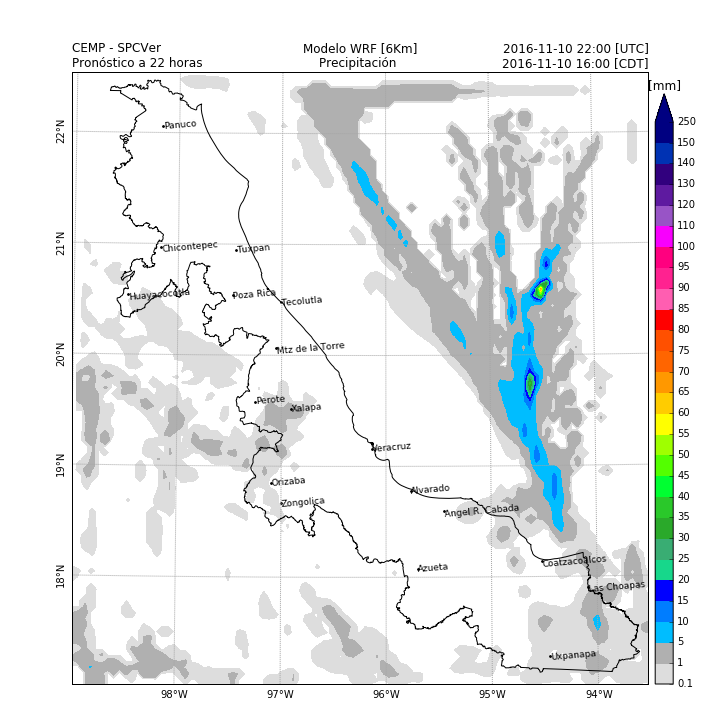 CEMP - SPCVer
Pronóstico a 22 horas
Modelo WRF [6Km]
Precipitación
2016-11-10 22:00 [UTC]
2016-11-10 16:00 [CDT]
[mm]
250
150
140
130
120
110
100
95
90
85
80
75
70
65
60
55
50
45
40
35
30
25
20
15
10
5
1
0.1
22°N
21°N
20°N
19°N
18°N
98°W
97°W
96°W
95°W
94°W
Panuco
Chicontepec
Tuxpan
Huayacocotla
Poza Rica
Tecolutla
Mtz de la Torre
Perote
Xalapa
Veracruz
Orizaba
Zongolica
Alvarado
Angel R. Cabada
Azueta
Coatzacoalcos
Las Choapas
Uxpanapa